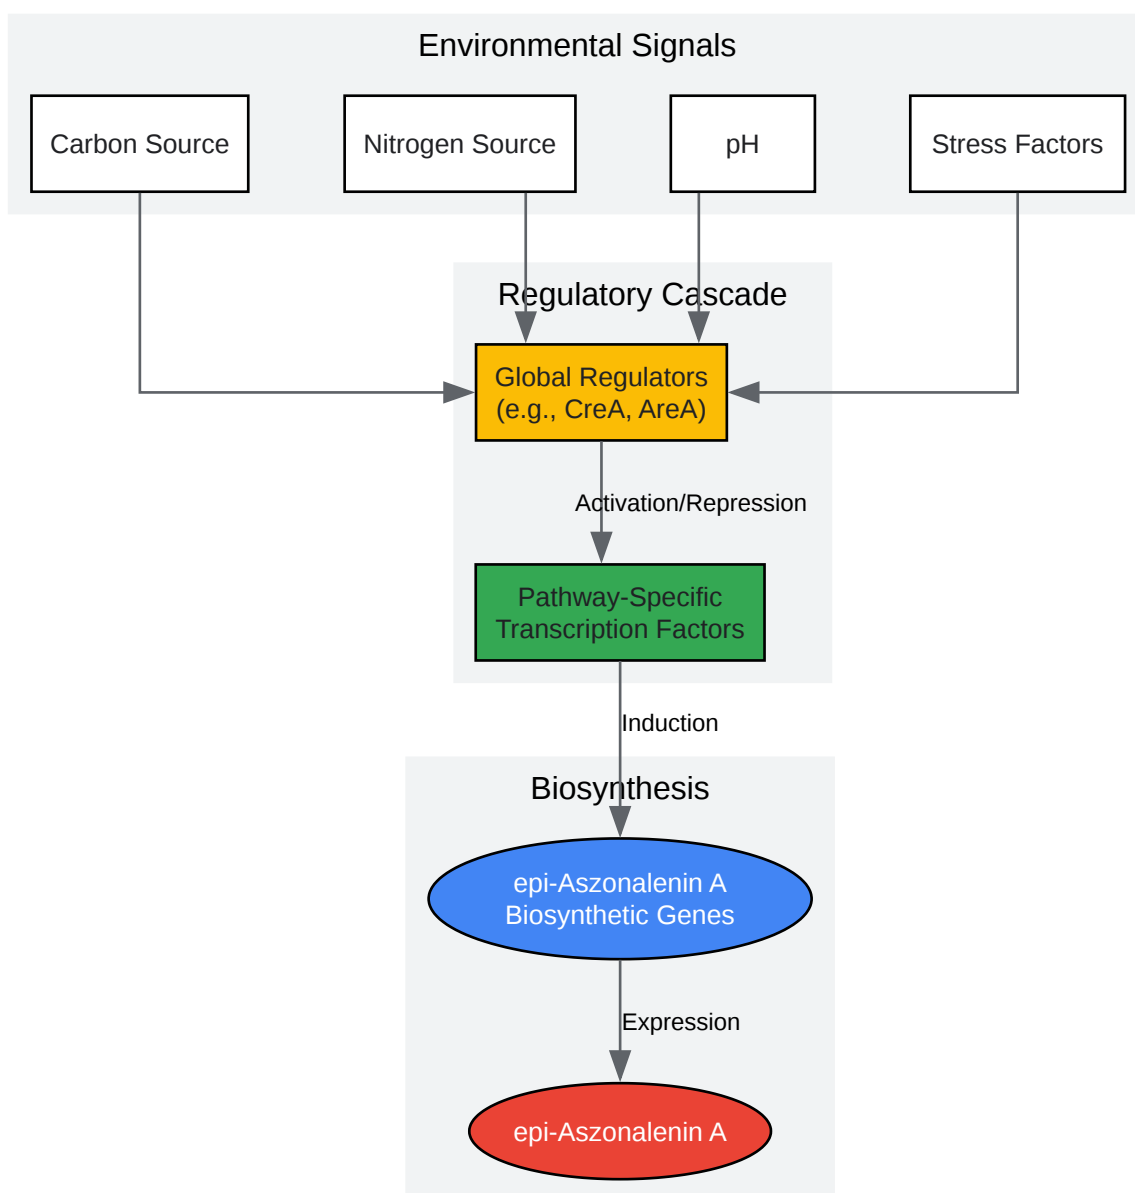 Environmental Signals
Carbon Source
Nitrogen Source
pH
Stress Factors
Regulatory Cascade
Global Regulators
(e.g., CreA, AreA)
Activation/Repression
Pathway-Specific
Transcription Factors
Induction
Biosynthesis
epi-Aszonalenin A
Biosynthetic Genes
Expression
epi-Aszonalenin A